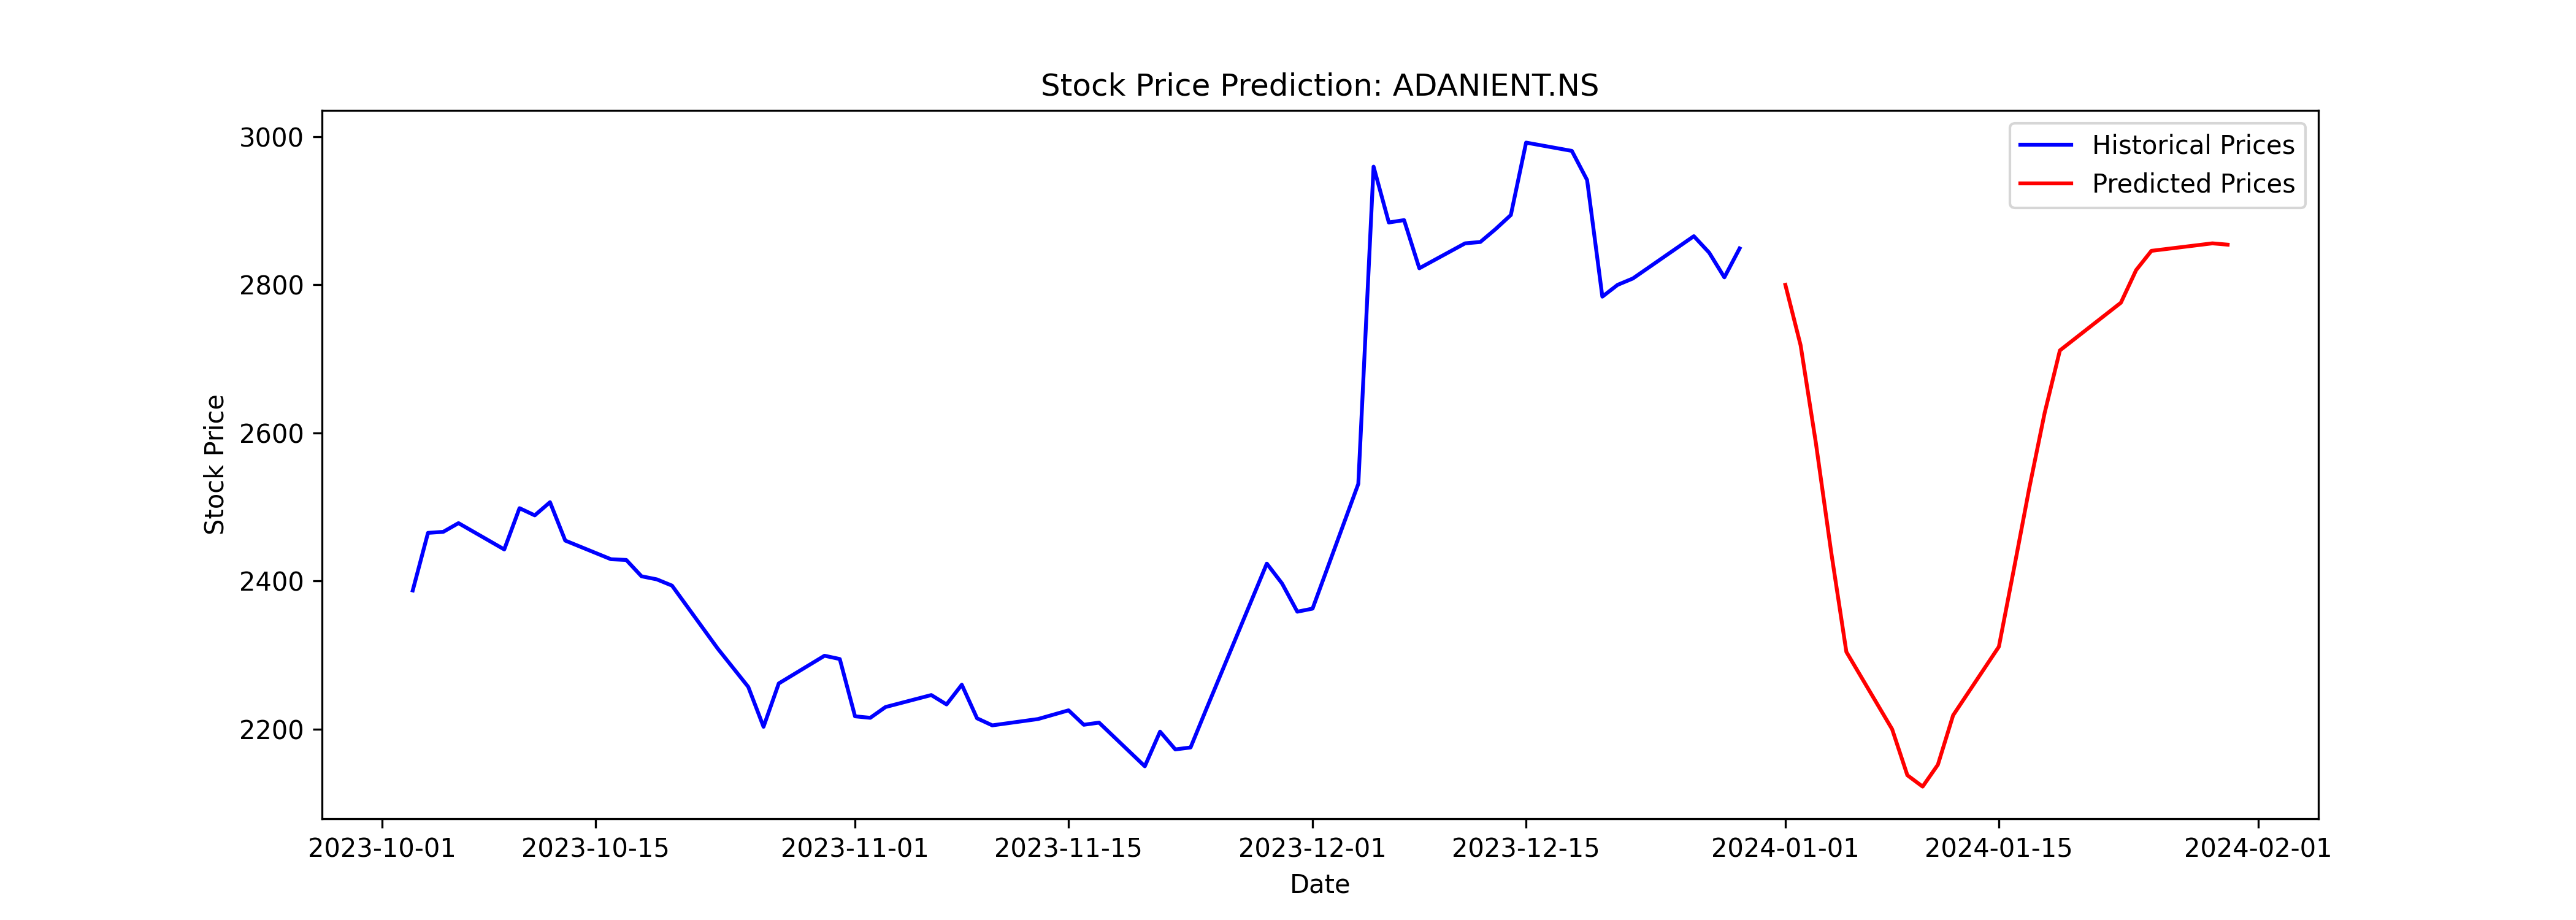 Stock Price Prediction: ADANIENT.NS
Historical Prices
Predicted Prices
3000
2800
2600
2400
2200
Stock Price
2023-10-01 2023-10-15 2023-11-01 2023-11-15 2023-12-01 2023-12-15 2024-01-01 2024-01-15 2024-02-01
Date